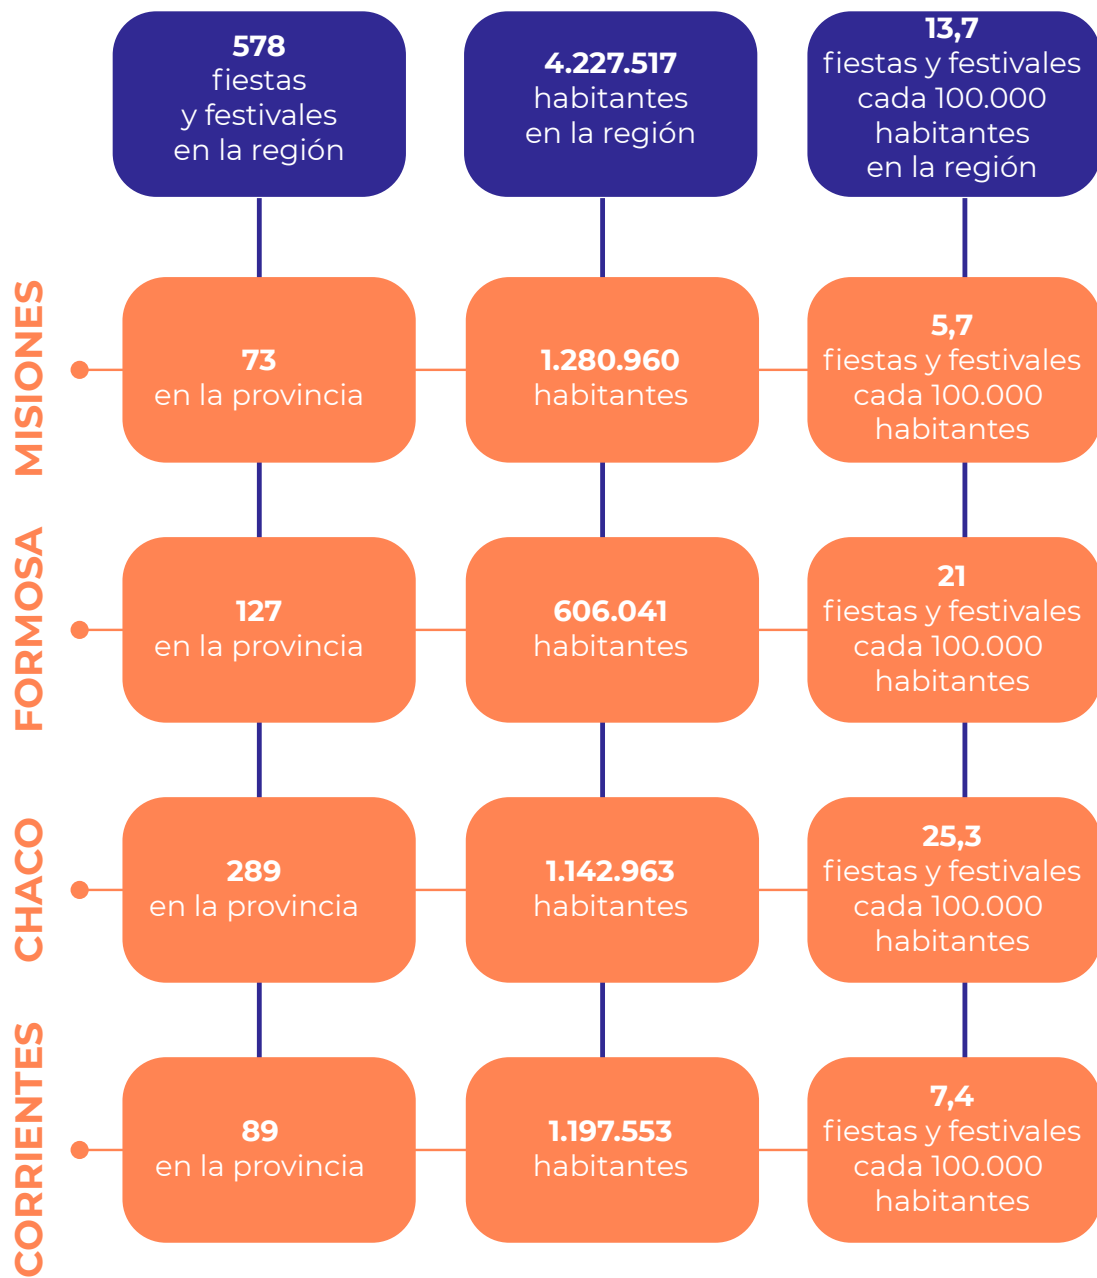 578
fiestas
y festivales
en la región
4.227.517
habitantes
en la región
13,7
fiestas y festivales
cada 100.000
habitantes
en la región
MISIONES
73
en la provincia
1.280.960
habitantes
5,7
fiestas y festivales
cada 100.000
habitantes
FORMOSA
127
en la provincia
606.041
habitantes
21
fiestas y festivales
cada 100.000
habitantes
CHACO
289
en la provincia
1.142.963
habitantes
25,3
fiestas y festivales
cada 100.000
habitantes
CORRIENTES
89
en la provincia
1.197.553
habitantes
7,4
fiestas y festivales
cada 100.000
habitantes